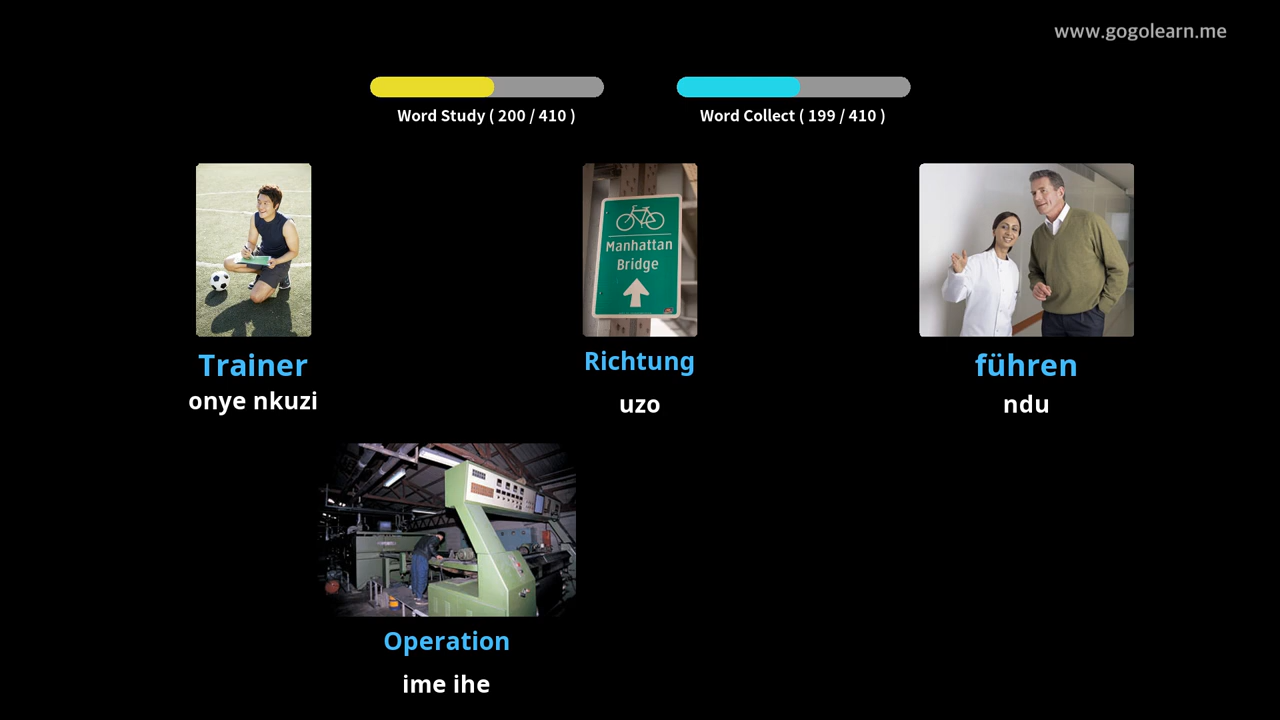 www.gogolearn.me
Word Study ( 200 / 410 )
Word Collect ( 199 / 410 )
Manhattan
Bridge
Trainer
onye nkuzi
Richtung
uzo
führen
ndu
Operation
ime ihe